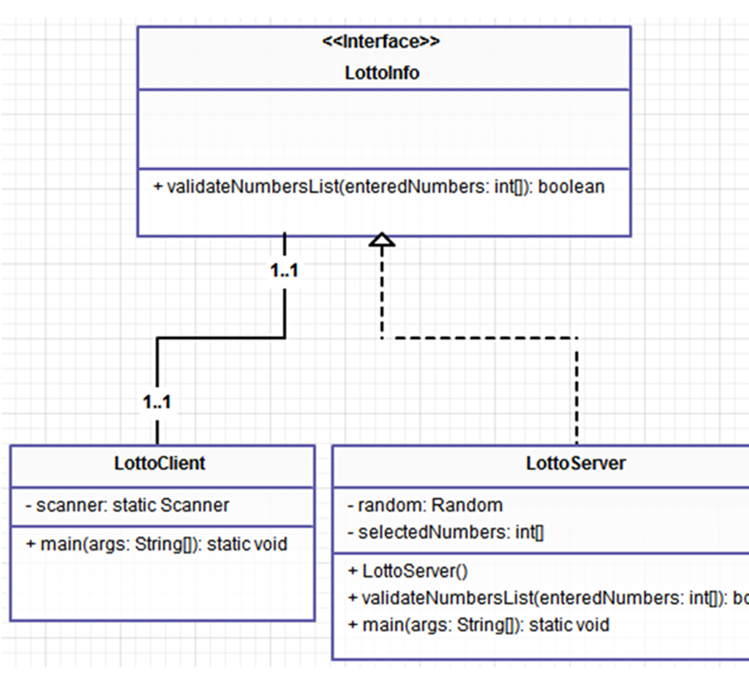 <<Interface>>
LottoInfo
+ validateNumbersList(enteredNumbers: int[]): boolean
1..1
1..1
LottoClient
- scanner: static Scanner
+ main(args: String[]): static void
LottoServer
- random: Random
- selectedNumbers: int[]
+ LottoServer()
+ validateNumbersList(enteredNumbers: int[]): bo
+ main(args: String[]): static void